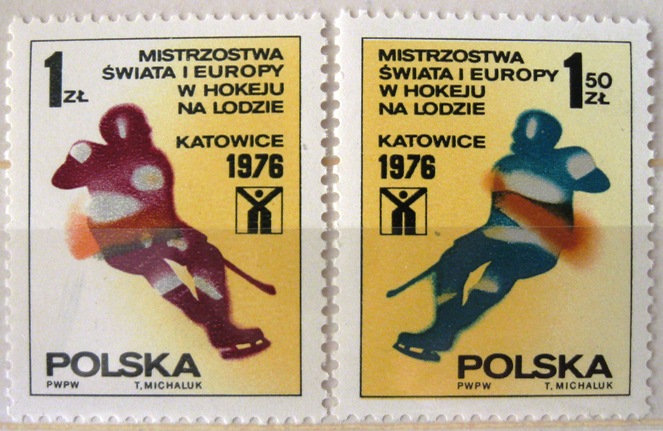 1 ZŁ
MISTRZOSTWA
ŚWIATA I EUROPY
W HOKEJU
NA LODZIE
KATOWICE
1976
POLSKA
PWPW T. MICHALUK
MISTRZOSTWA
ŚWIATA I EUROPY
W HOKEJU
NA LODZIE
1 50 ZŁ
KATOWICE
1976
POLSKA
PWPW T. MICHALUK